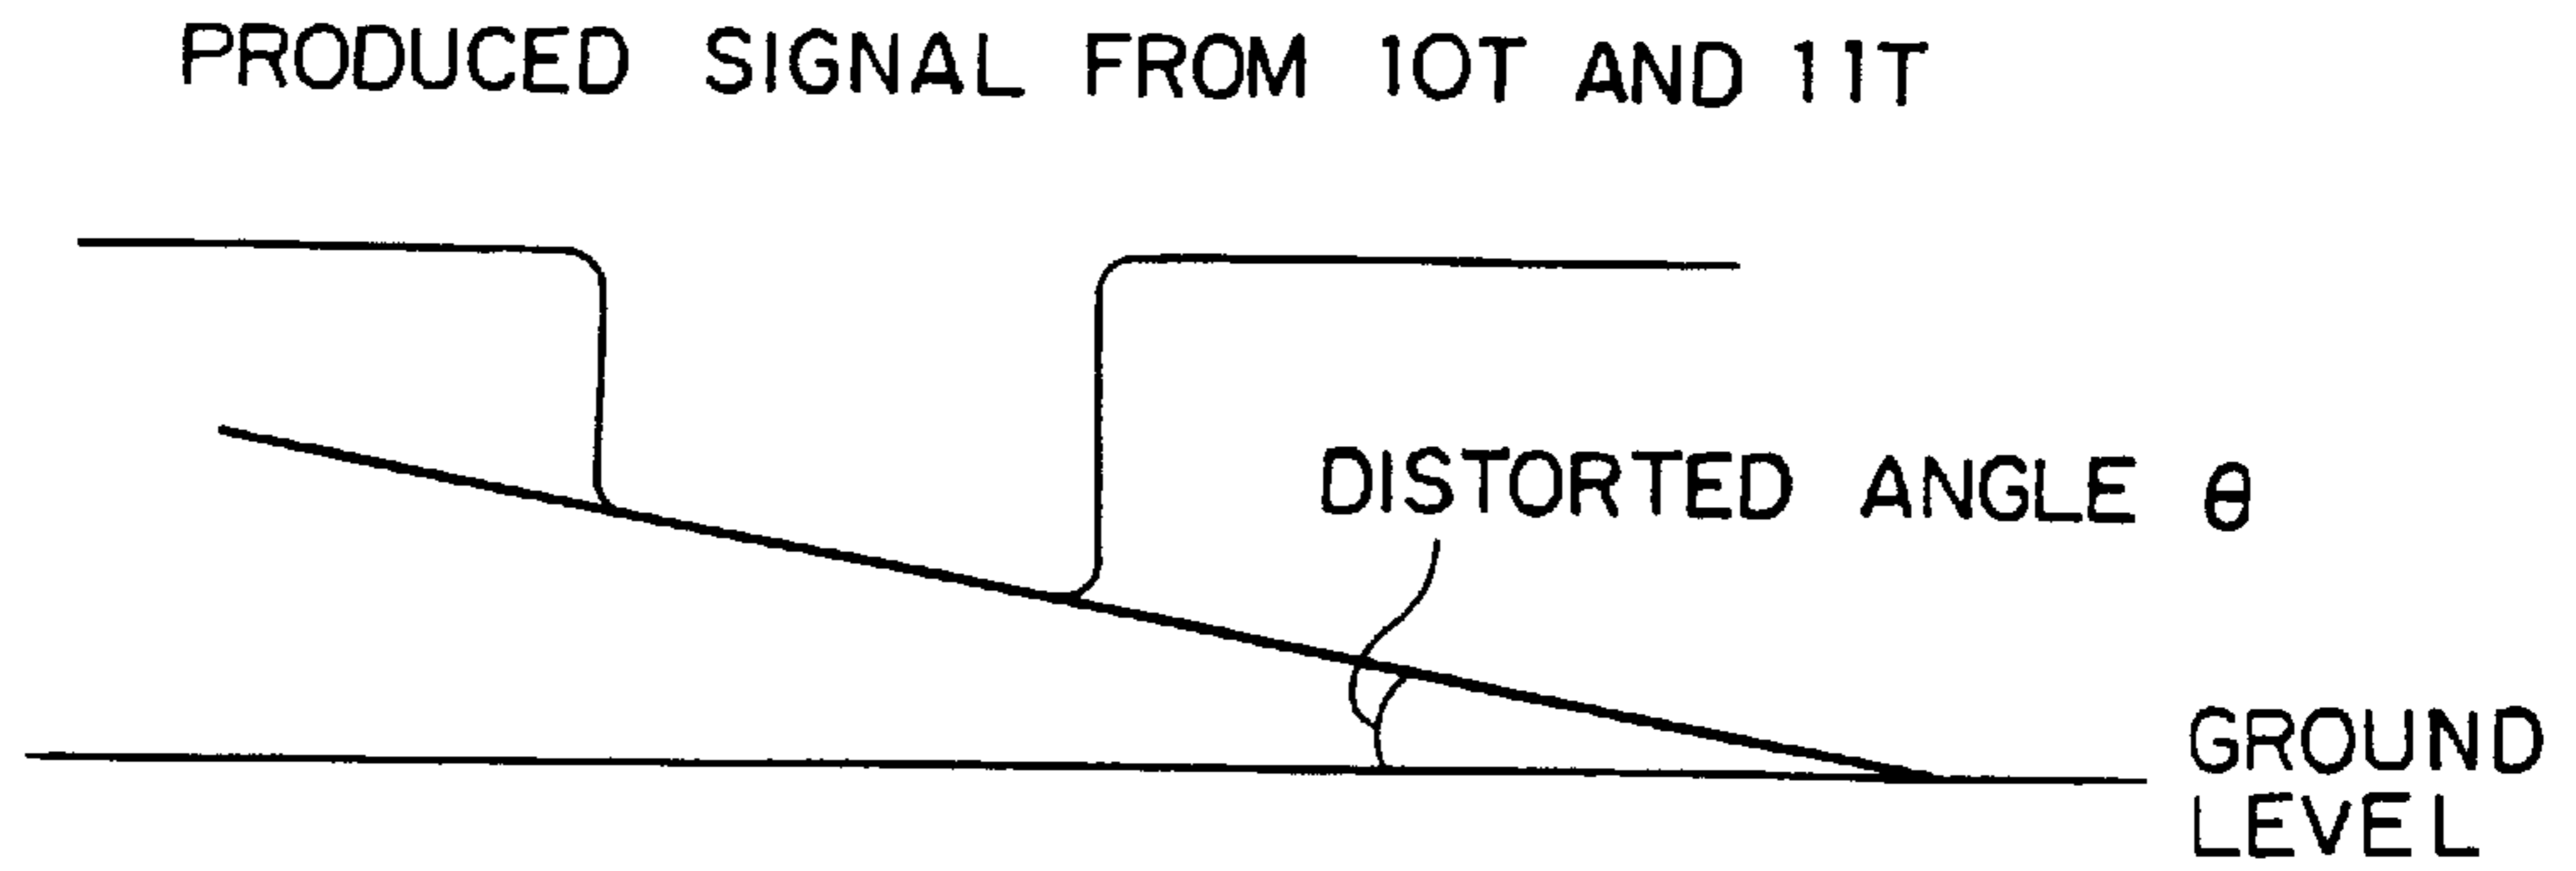 PRODUCED SIGNAL FROM 10T AND 11T
DISTORTED ANGLE θ
GROUND
LEVEL